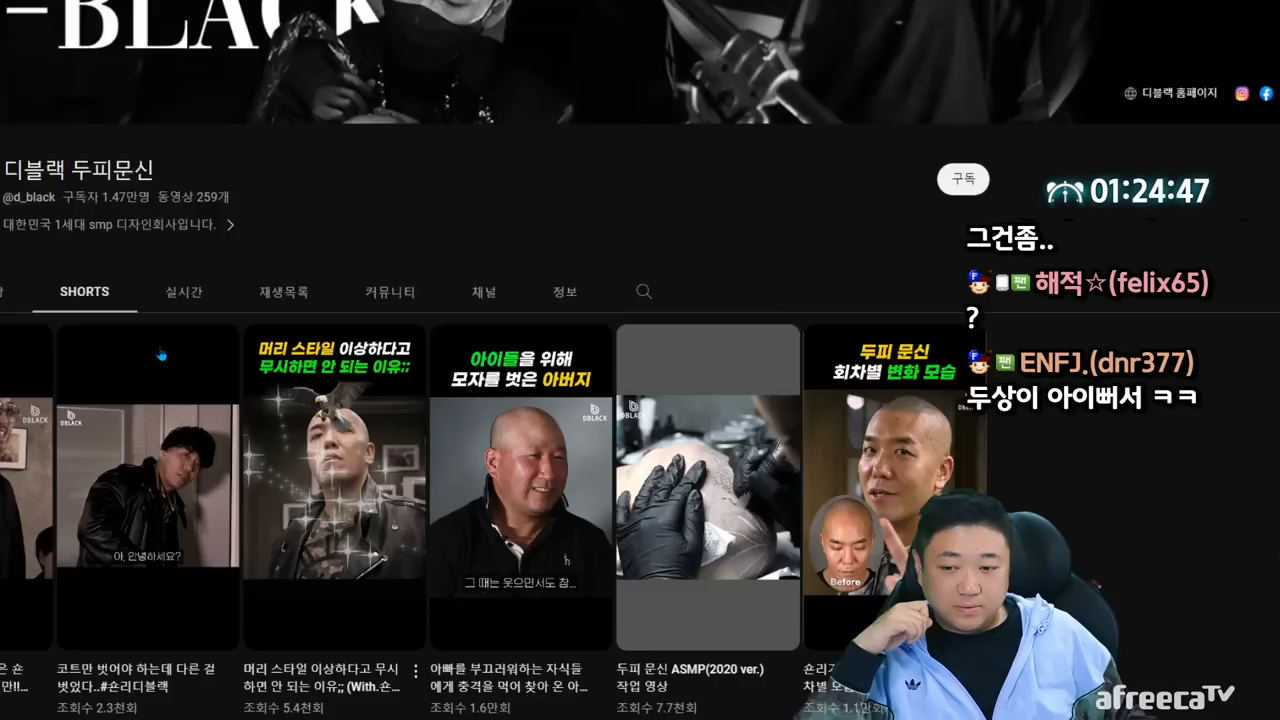 -BLACK
디블랙 홈페이지
디블랙 두피문신
@d_black 구독자 1.47만명 동영상 259개
대한민국 1세대 smp 디자인회사입니다.
구독
01:24:47
그건좀..
해적☆(felix65)
?
ENFJ.(dnr377)
두상이 아이뻐서 ㅋㅋ
SHORTS 실시간 재생목록 커뮤니티 채널 정보
DBLACK
DBLACK
아, 안녕하세요?
머리 스타일 이상하다고
무시하면 안 되는 이유;;
아이들을 위해
모자를 벗은 아버지
DBLACK
그 때는 웃으면서도 참...
DBLACK
두피 문신
회차별 변화 모습
Before
코트만 벗어야 하는데 다른 걸
벗었다..#숀리디블랙
조회수 2.3천회
머리 스타일 이상하다고 무시
하면 안 되는 이유;; (With.숀...
조회수 5.4천회
아빠를 부끄러워하는 자식들
에게 충격을 먹어 찾아 온 아...
조회수 1.6만회
두피 문신 ASMP(2020 ver.)
작업 영상
조회수 7.7천회
숀리가
차별 모습
조회수 1.1만회
afreecaTV